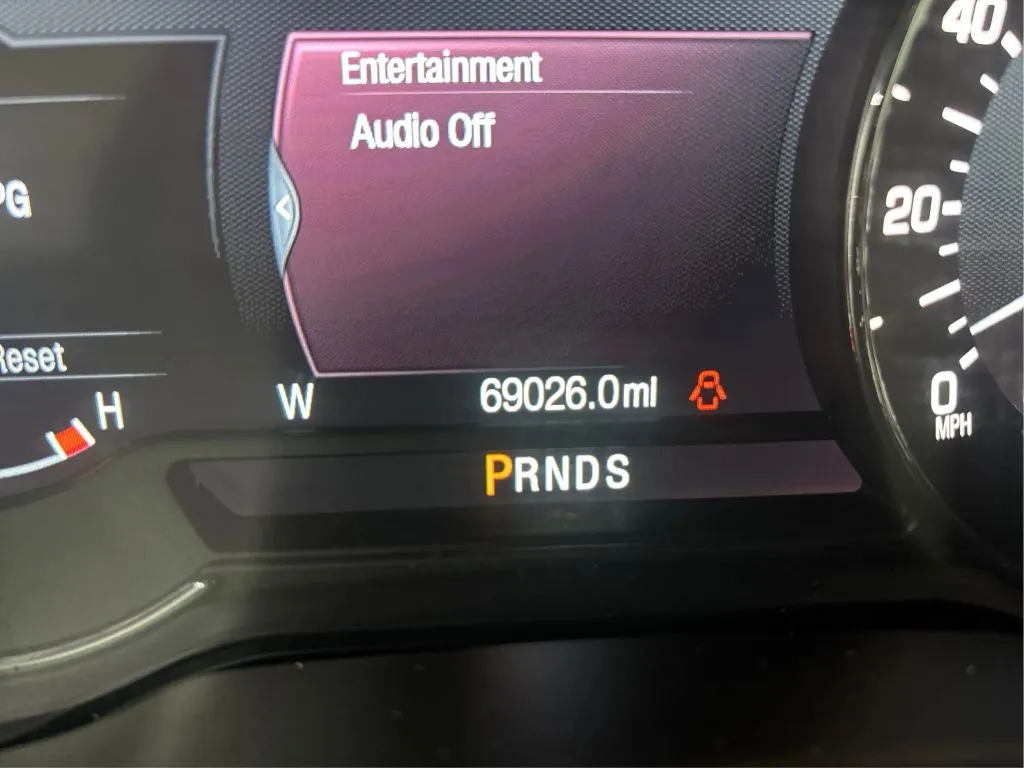 Entertainment
Audio Off
PG
Reset
H
W
69026.0mi
PRNDS
40
20
0
MPH